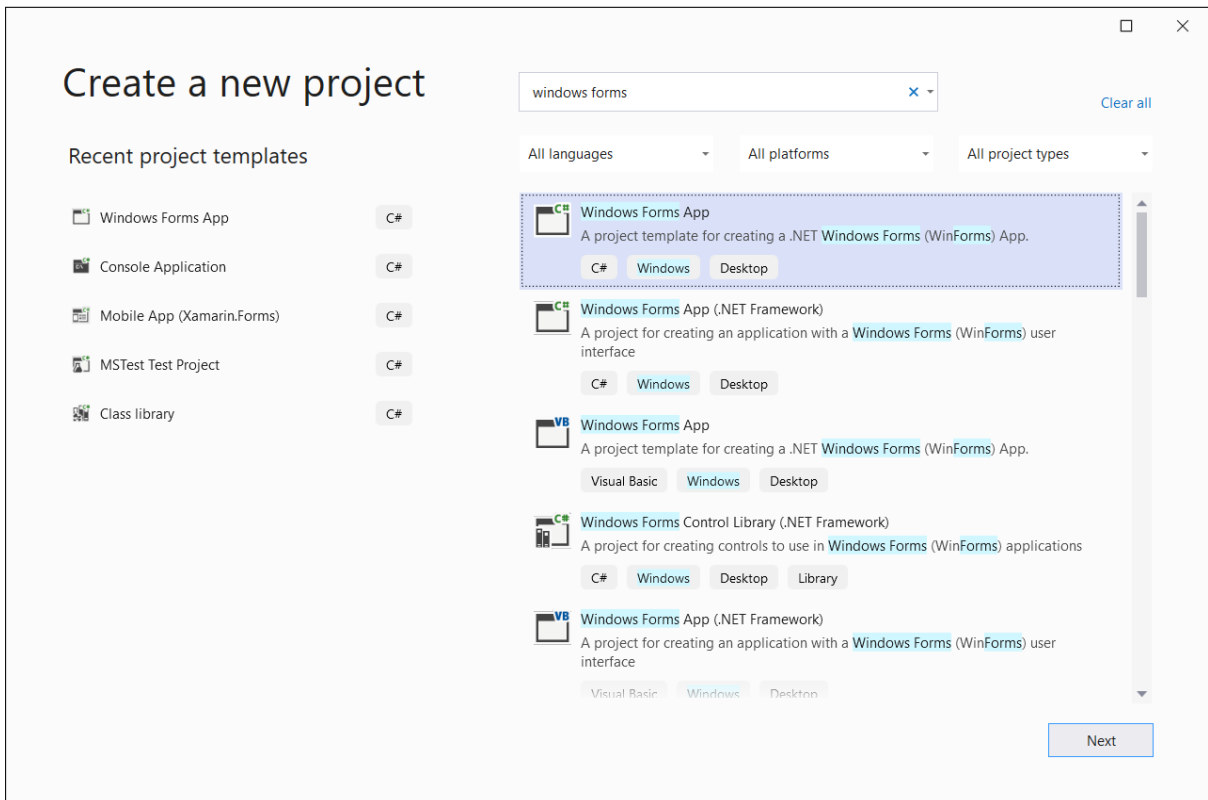 Create a new project
windows forms
Clear all
All languages
All platforms
All project types
Recent project templates
Windows Forms App
C#
Console Application
C#
Mobile App (Xamarin.Forms)
C#
MSTest Test Project
C#
Class library
C#
C#
Windows Forms App
A project template for creating a .NET Windows Forms (WinForms) App.
C#
Windows
Desktop
C#
Windows Forms App (.NET Framework)
A project for creating an application with a Windows Forms (WinForms) user
interface
C#
Windows
Desktop
VB
Windows Forms App
A project template for creating a .NET Windows Forms (WinForms) App.
Visual Basic
Windows
Desktop
C#
Windows Forms Control Library (.NET Framework)
A project for creating controls to use in Windows Forms (WinForms) applications
C#
Windows
Desktop
Library
VB
Windows Forms App (.NET Framework)
A project for creating an application with a Windows Forms (WinForms) user
interface
Visual Basic
Windows
Desktop
Next